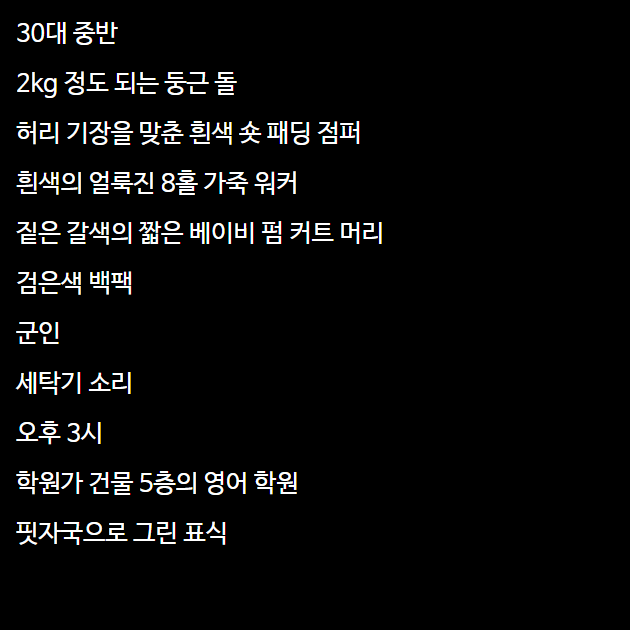 30대 중반
2kg 정도 되는 둥근 돌
허리 기장을 맞춘 흰색 숏 패딩 점퍼
흰색의 얼룩진 8홀 가죽 워커
짙은 갈색의 짧은 베이비 펌 커트 머리
검은색 백팩
군인
세탁기 소리
오후 3시
학원가 건물 5층의 영어 학원
핏자국으로 그린 표식